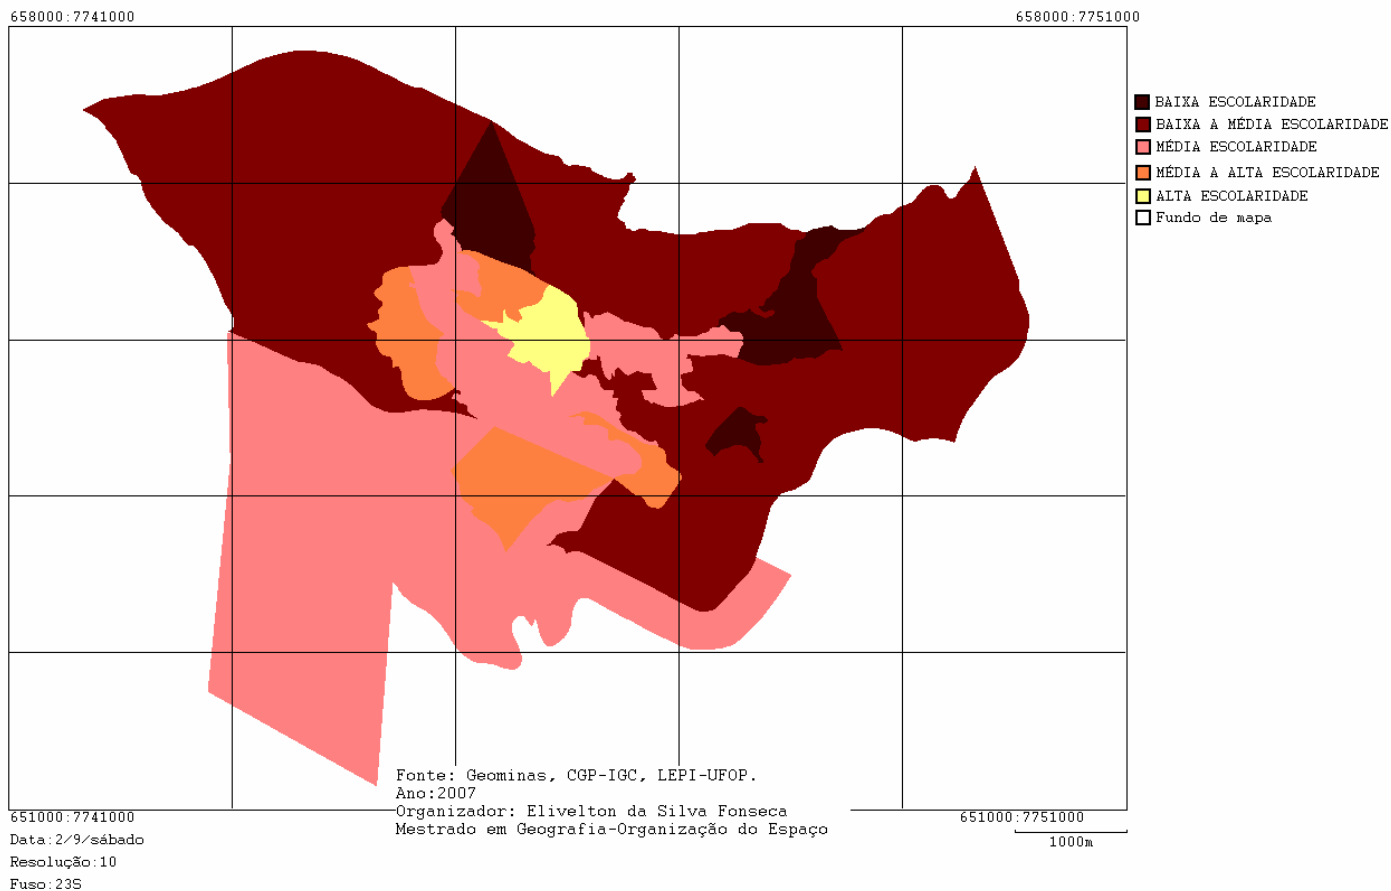 658000:7741000
658000:7751000
BAIXA ESCOLARIDADE
BAIXA A MÉDIA ESCOLARIDADE
MÉDIA ESCOLARIDADE
MÉDIA A ALTA ESCOLARIDADE
ALTA ESCOLARIDADE
Fundo de mapa
Fonte: Geominas, CGP-IGC, LEPI-UFOP.
Ano:2007
Organizador: Elivelton da Silva Fonseca
Mestrado em Geografia-Organização do Espaço
651000:7741000
651000:7751000
1000m
Data:2/9/sábado
Resolução:10
Fuso:23S